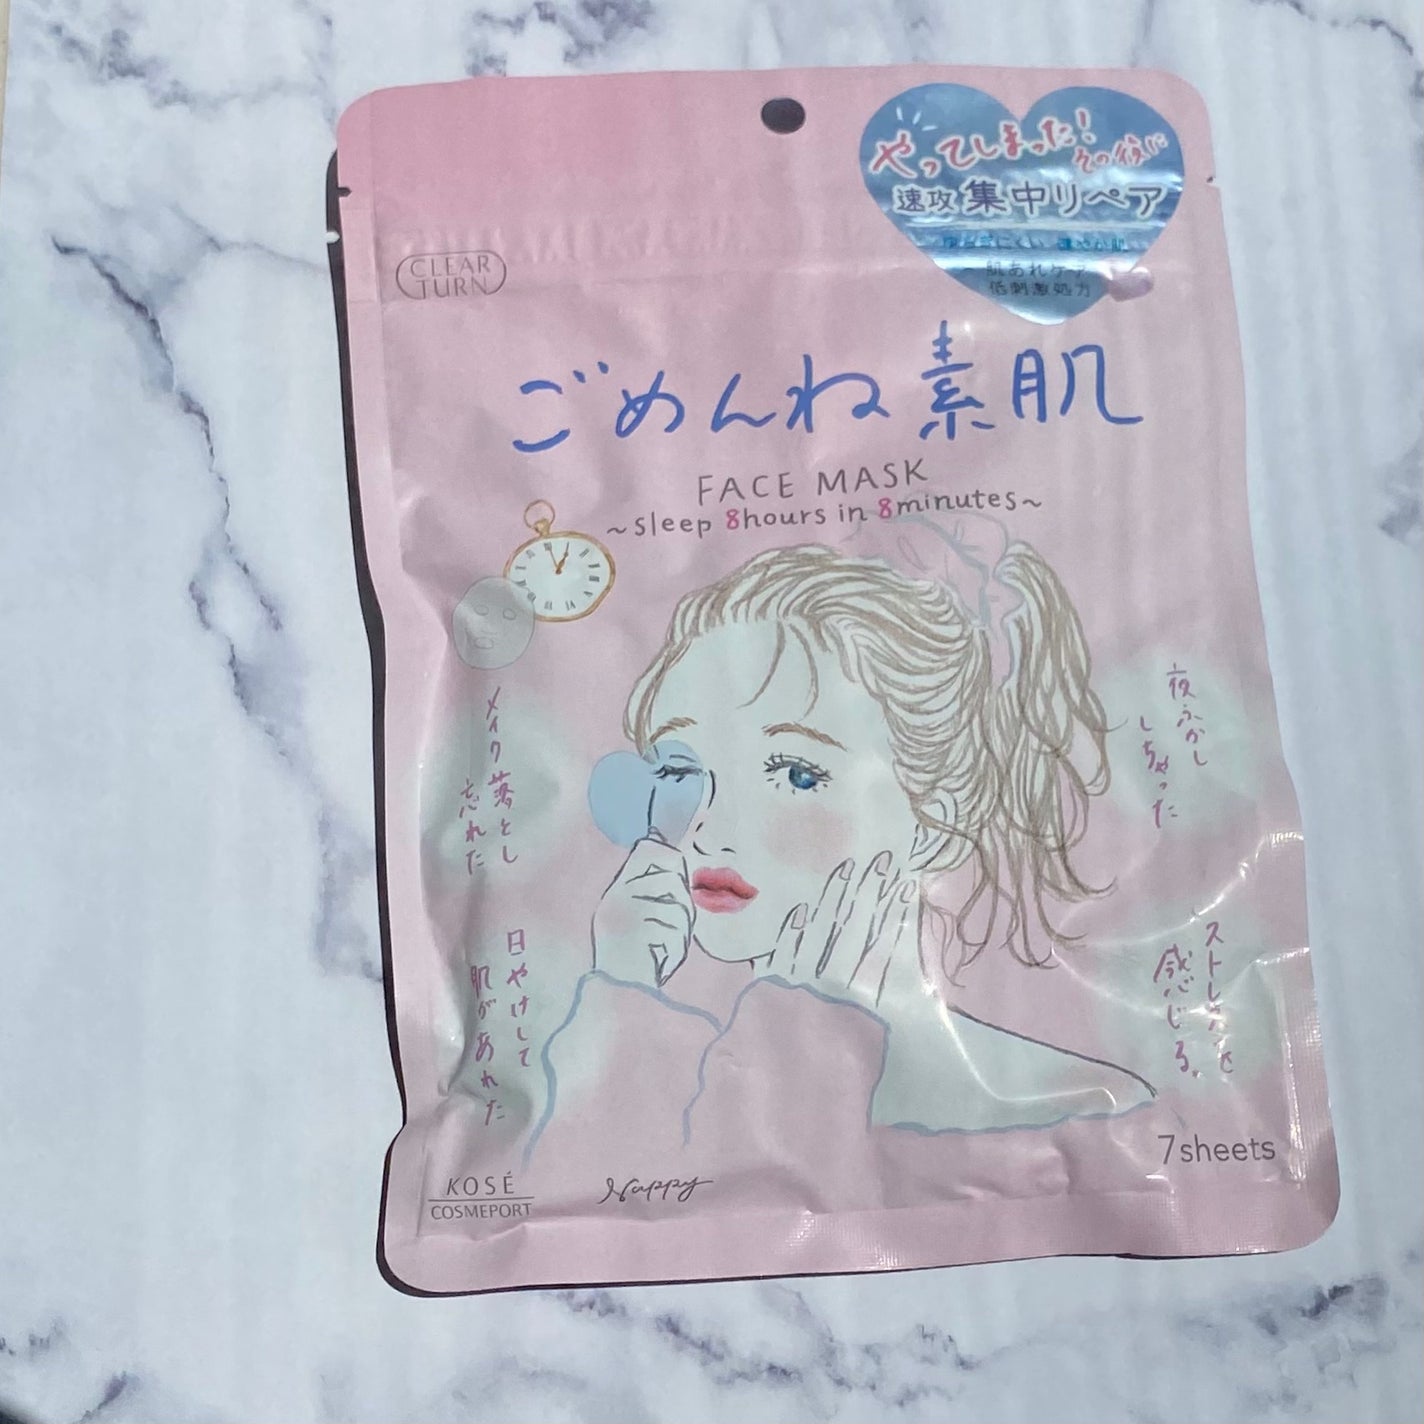 やってしまった！
その後に
速攻 集中リペア
肌あれケア
低刺激処方
CLEAR
TURN
ごめんね素肌
FACE MASK
~sleep 8hours in 8minutes~
メイク落とし
忘れた
夜ふかし
しちゃった
日やけして
肌があれた
ストレスを
感じる。
7sheets
KOSÉ
COSMEPORT
Nappy